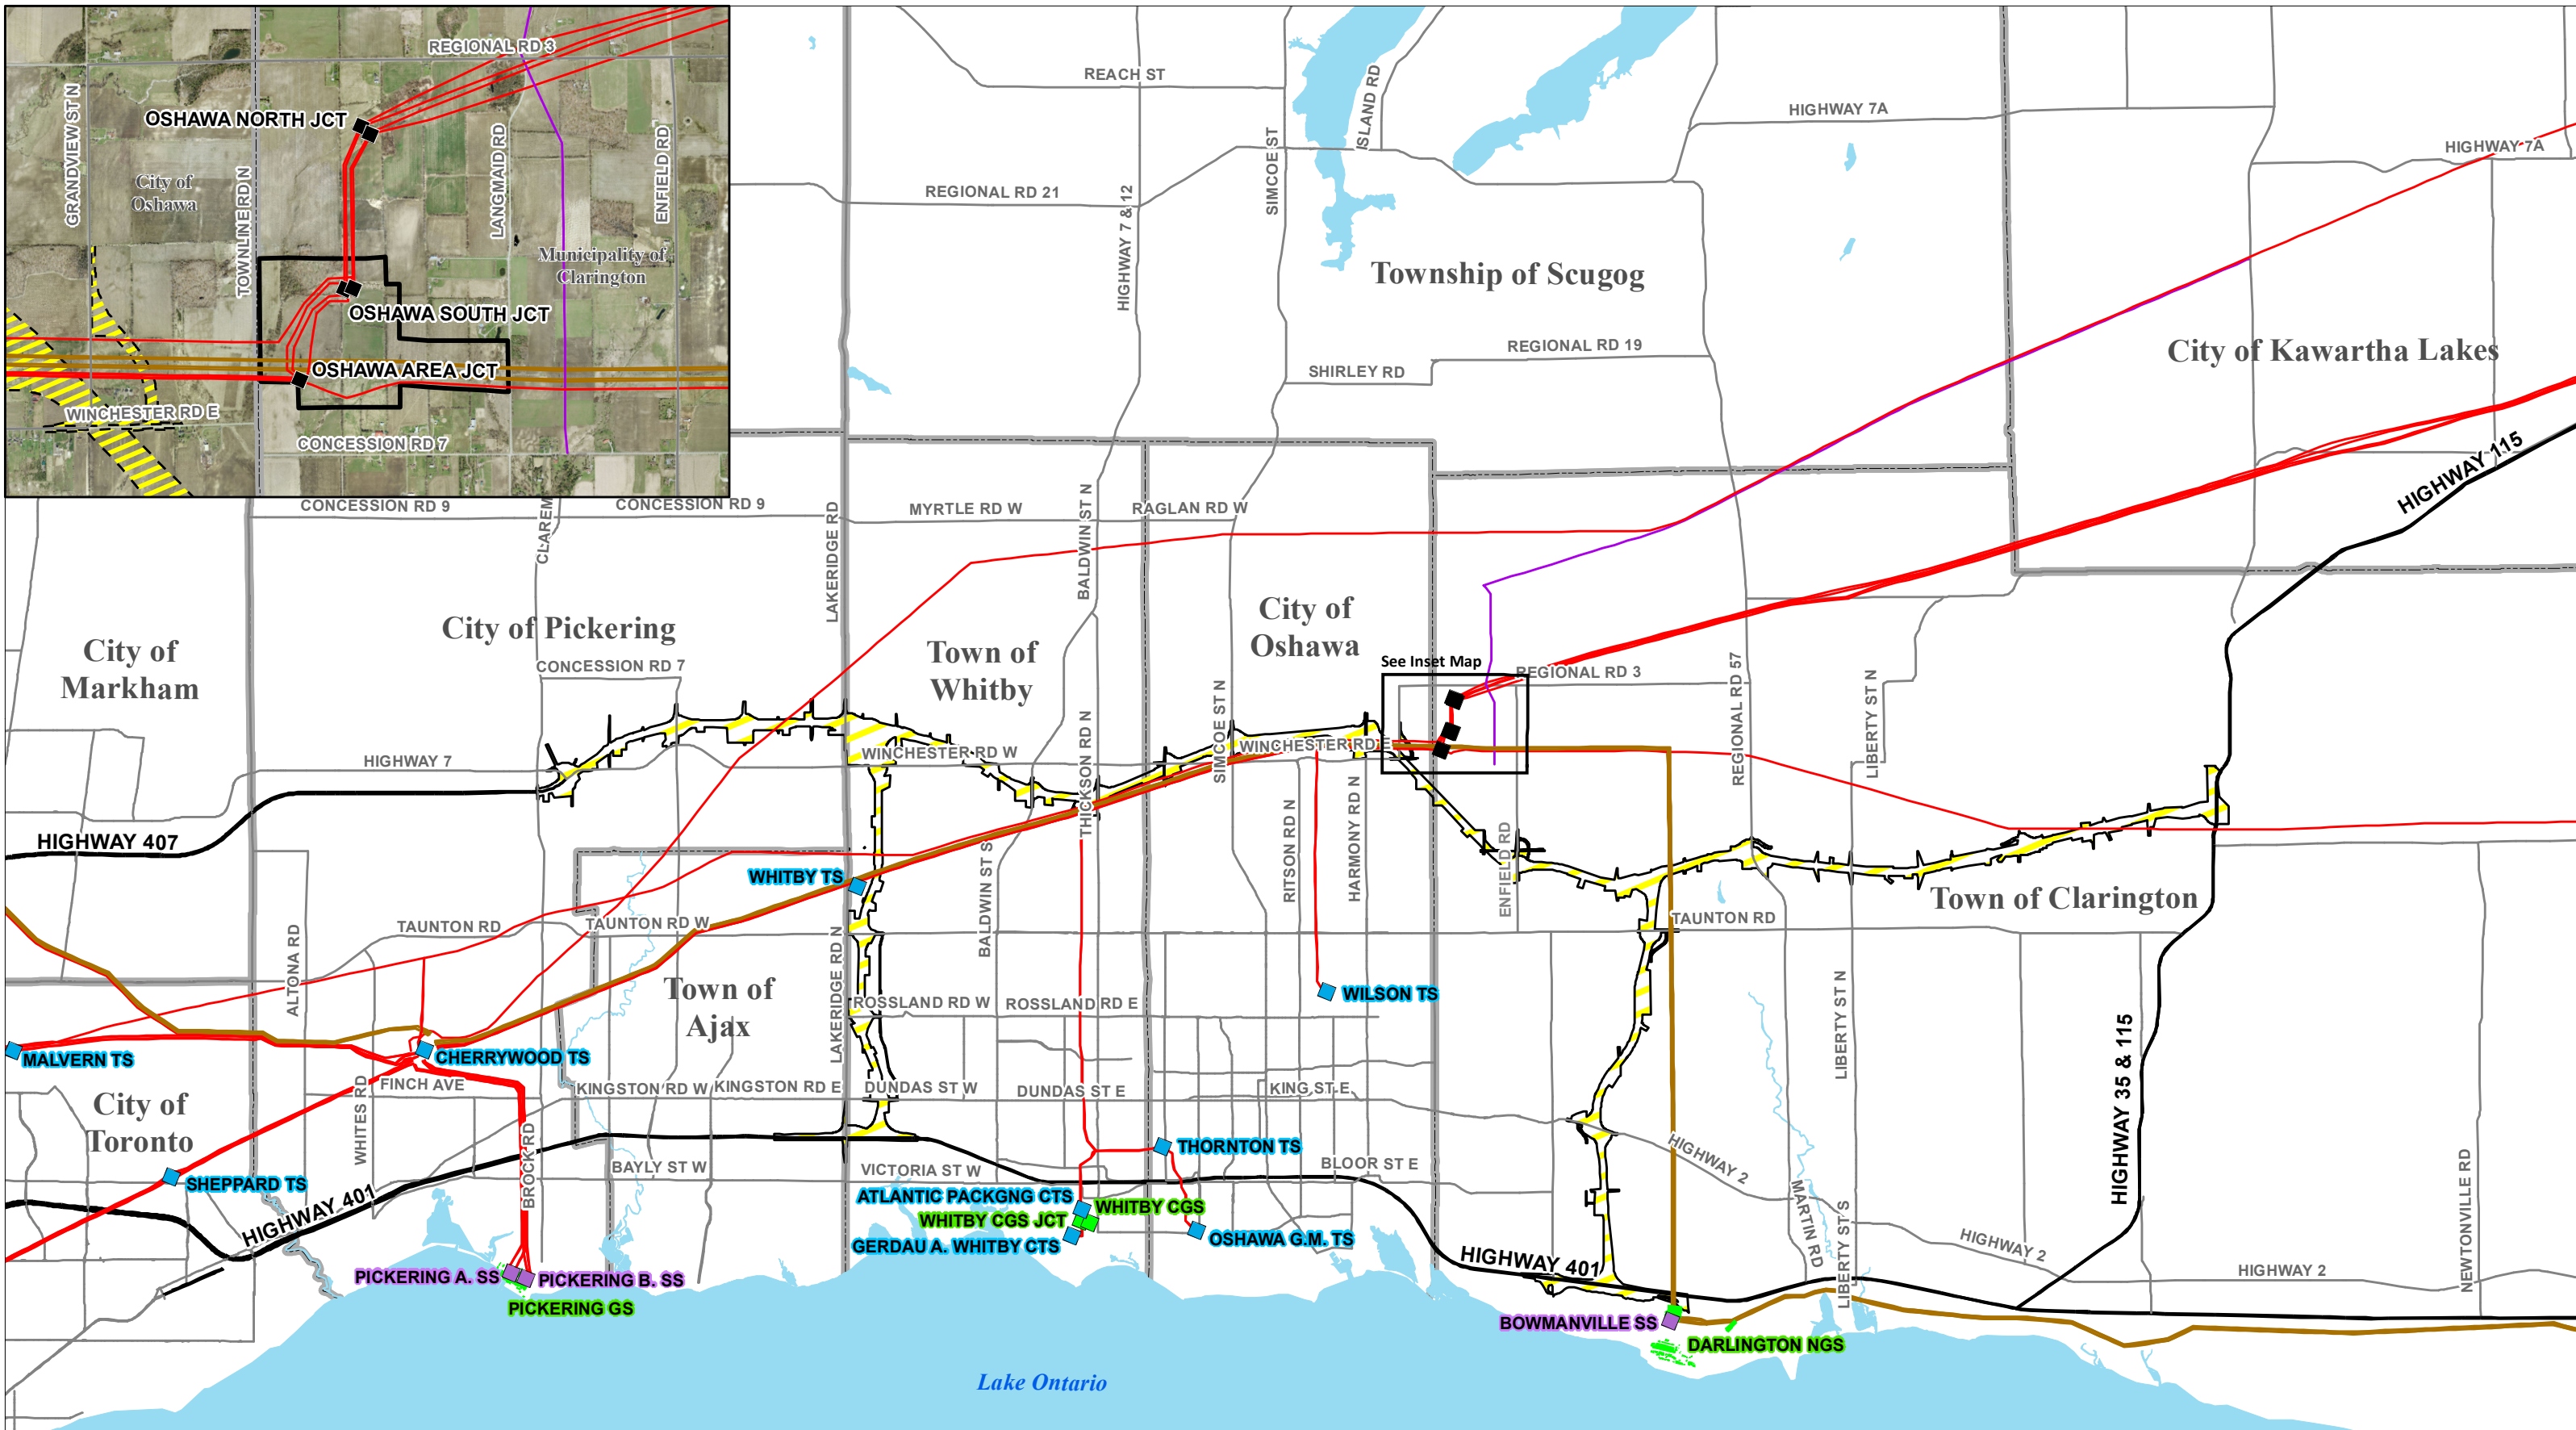 REGIONAL RD 3
OSHAWA NORTH JCT
GRANDVIEW ST N
City of
Oshawa
TOWNLINE RD N
LANGMAID RD
ENFIELD RD
Municipality of
Clarington
OSHAWA SOUTH JCT
OSHAWA AREA JCT
WINCHESTER RD E
CONCESSION RD 7
REACH ST
ISLAND RD
HIGHWAY 7A
HIGHWAY 7A
SIMCOE ST
REGIONAL RD 21
HIGHWAY 7 & 12
Township of Scugog
REGIONAL RD 19
SHIRLEY RD
City of Kawartha Lakes
HIGHWAY 115
CONCESSION RD 9
CLAREM
CONCESSION RD 9
LAKERIDGE RD
MYRTLE RD W
BALDWIN ST N
RAGLAN RD W
City of
Markham
City of Pickering
CONCESSION RD 7
Town of
Whitby
City of
Oshawa
See Inset Map
REGIONAL RD 3
REGIONAL RD 57
LIBERTY ST N
SIMCOE ST N
THICKSON RD N
WINCHESTER RD W
WINCHESTER RD E
HIGHWAY 7
HIGHWAY 407
RITSON RD N
HARMONY RD N
ENFIELD RD
BALDWIN ST S
WHITBY TS
Town of Clarington
TAUNTON RD
TAUNTON RD W
TAUNTON RD
ALTONA RD
LAKERIDGE RD N
Town of
Ajax
ROSSLAND RD W
ROSSLAND RD E
WILSON TS
LIBERTY ST N
MALVERN TS
CHERRYWOOD TS
FINCH AVE
WHITES RD
KINGSTON RD W
KINGSTON RD E
DUNDAS ST W
DUNDAS ST E
KING ST E
City of
Toronto
HIGHWAY 35 & 115
BROCK RD
THORNTON TS
HIGHWAY 2
BAYLY ST W
VICTORIA ST W
BLOOR ST E
SHEPPARD TS
HIGHWAY 401
ATLANTIC PACKGNG CTS
WHITBY CGS
WHITBY CGS JCT
GERDAU A. WHITBY CTS
OSHAWA G.M. TS
MARTIN RD
LIBERTY ST S
NEWTONVILLE RD
HIGHWAY 2
HIGHWAY 401
HIGHWAY 2
PICKERING A. SS
PICKERING B. SS
PICKERING GS
BOWMANVILLE SS
DARLINGTON NGS
Lake Ontario